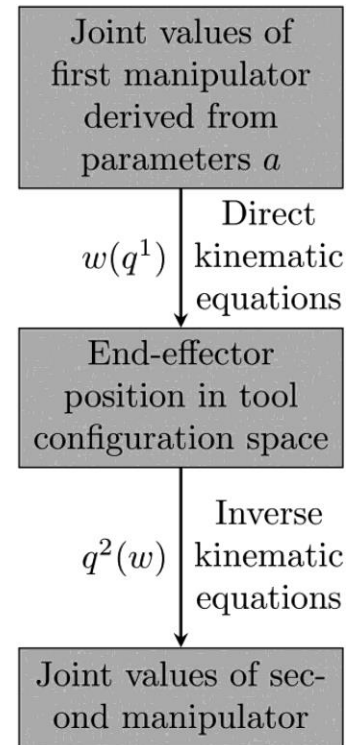 Joint values of
first manipulator
derived from
parameters a
w(q¹)
Direct
kinematic
equations
End-effector
position in tool
configuration space
q²(w)
Inverse
kinematic
equations
Joint values of sec-
ond manipulator